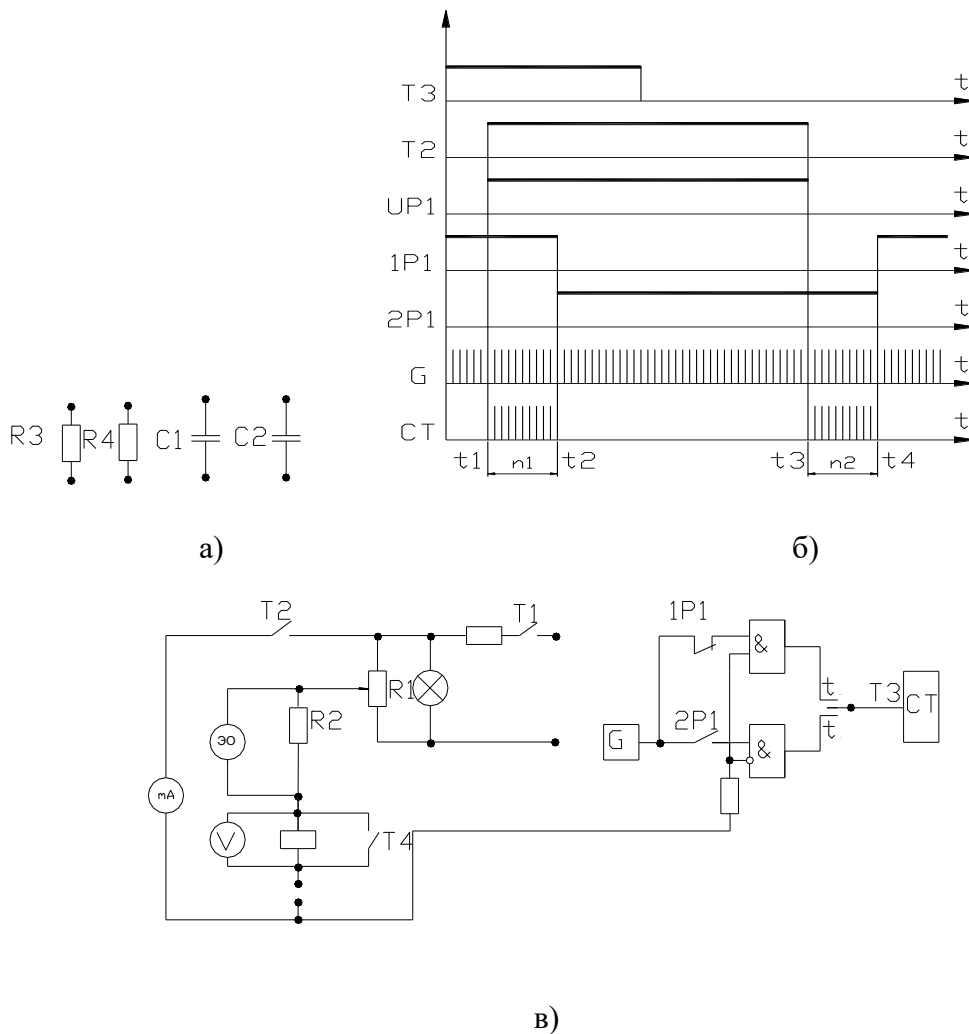 T3 t
T2 t
UP1 t
1P1 t
2P1 t
G t
CT t
t1 n1 t2 t3 n2 t4
R3 R4 C1 C2
а) б)
T2 T1 1P1
&
R1 t T3 CT
R2 2P1 t
ЭО G &
mA
V T4
в)